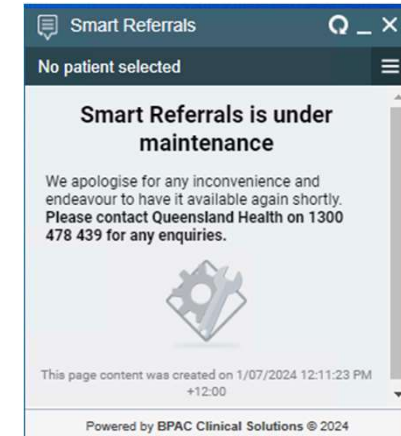 Smart Referrals
No patient selected
Smart Referrals is under
maintenance
We apologise for any inconvenience and
endeavour to have it available again shortly.
Please contact Queensland Health on 1300
478 439 for any enquiries.
This page content was created on 1/07/2024 12:11:23 PM
+12:00
Powered by BPAC Clinical Solutions © 2024